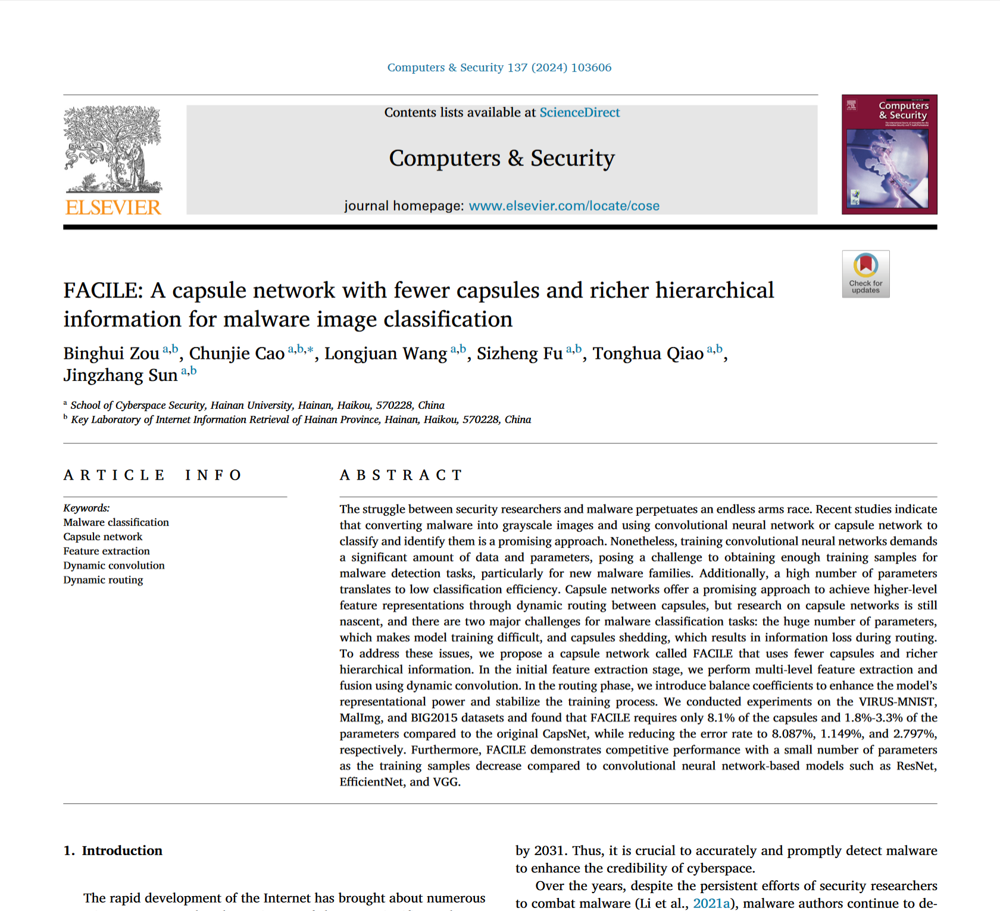 Computers & Security 137 (2024) 103606
Contents lists available at ScienceDirect
Computers & Security
journal homepage: www.elsevier.com/locate/cose
ELSEVIER
Computers
& Security
ifip
Check for
updates
FACILE: A capsule network with fewer capsules and richer hierarchical
information for malware image classification
Binghui Zou a,b, Chunjie Cao a,b,*, Longjuan Wang a,b, Sizheng Fu a,b, Tonghua Qiao a,b,
Jingzhang Sun a,b
a School of Cyberspace Security, Hainan University, Hainan, Haikou, 570228, China
b Key Laboratory of Internet Information Retrieval of Hainan Province, Hainan, Haikou, 570228, China
ARTICLE INFO
Keywords:
Malware classification
Capsule network
Feature extraction
Dynamic convolution
Dynamic routing
ABSTRACT
The struggle between security researchers and malware perpetuates an endless arms race. Recent studies indicate
that converting malware into grayscale images and using convolutional neural network or capsule network to
classify and identify them is a promising approach. Nonetheless, training convolutional neural networks demands
a significant amount of data and parameters, posing a challenge to obtaining enough training samples for
malware detection tasks, particularly for new malware families. Additionally, a high number of parameters
translates to low classification efficiency. Capsule networks offer a promising approach to achieve higher-level
feature representations through dynamic routing between capsules, but research on capsule networks is still
nascent, and there are two major challenges for malware classification tasks: the huge number of parameters,
which makes model training difficult, and capsules shedding, which results in information loss during routing.
To address these issues, we propose a capsule network called FACILE that uses fewer capsules and richer
hierarchical information. In the initial feature extraction stage, we perform multi-level feature extraction and
fusion using dynamic convolution. In the routing phase, we introduce balance coefficients to enhance the model's
representational power and stabilize the training process. We conducted experiments on the VIRUS-MNIST,
MalImg, and BIG2015 datasets and found that FACILE requires only 8.1% of the capsules and 1.8%-3.3% of the
parameters compared to the original CapsNet, while reducing the error rate to 8.087%, 1.149%, and 2.797%,
respectively. Furthermore, FACILE demonstrates competitive performance with a small number of parameters
as the training samples decrease compared to convolutional neural network-based models such as ResNet,
EfficientNet, and VGG.
1. Introduction
The rapid development of the Internet has brought about numerous
by 2031. Thus, it is crucial to accurately and promptly detect malware
to enhance the credibility of cyberspace.
Over the years, despite the persistent efforts of security researchers
to combat malware (Li et al., 2021a), malware authors continue to de-